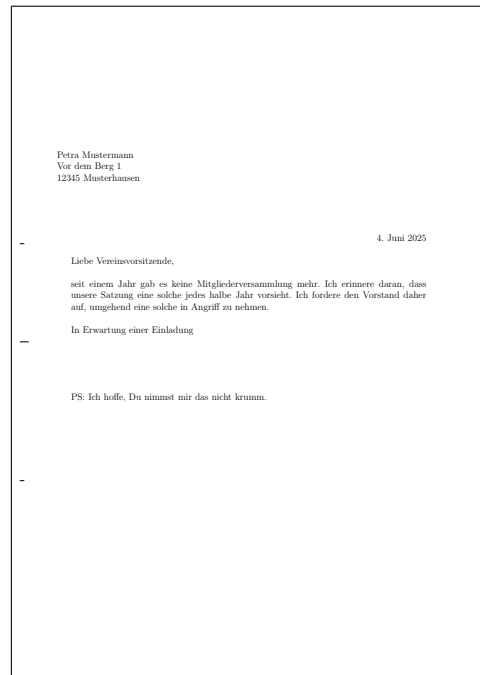 Petra Mustermann
Vor dem Berg 1
12345 Musterhausen
4. Juni 2025
Liebe Vereinsvorsitzende,
seit einem Jahr gab es keine Mitgliederversammlung mehr. Ich erinnere daran, dass
unsere Satzung eine solche jedes halbe Jahr vorsieht. Ich fordere den Vorstand daher
auf, umgehend eine solche in Angriff zu nehmen.
In Erwartung einer Einladung
PS: Ich hoffe, Du nimmst mir das nicht krumm.